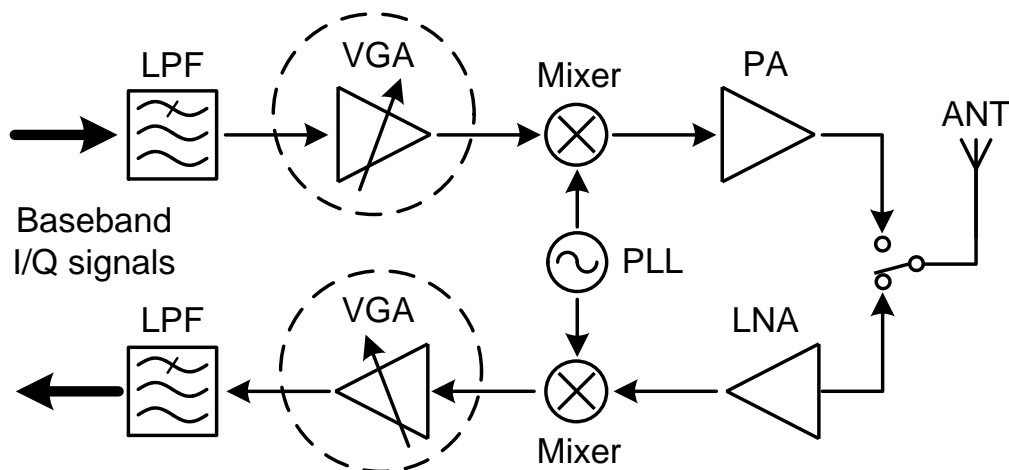 LPF
VGA
Mixer
PA
ANT
Baseband
I/Q signals
PLL
LPF
VGA
LNA
Mixer